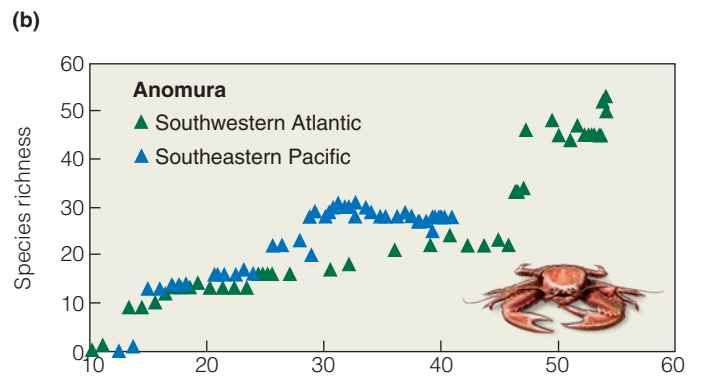 (b)
60
Anomura
50
Southwestern Atlantic
40
Southeastern Pacific
30
20
10
0
Species richness
10 20 30 40 50 60